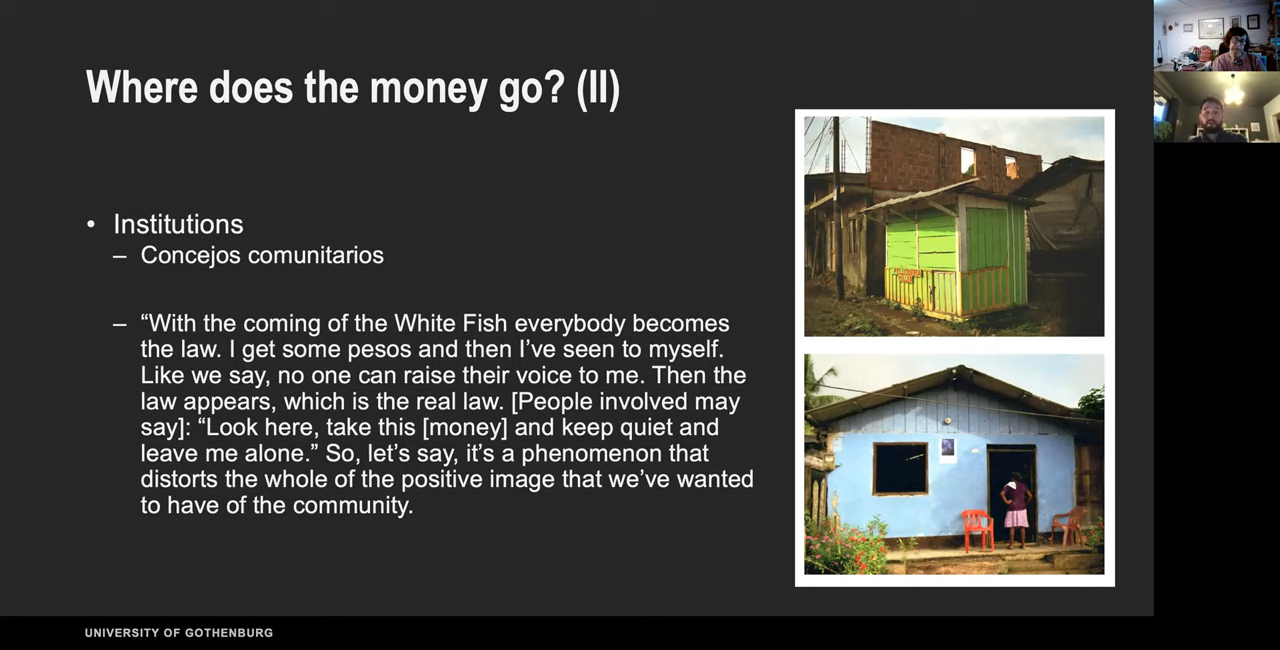 Where does the money go? (II)
• Institutions
– Concejos comunitarios
– “With the coming of the White Fish everybody becomes
the law. I get some pesos and then I’ve seen to myself.
Like we say, no one can raise their voice to me. Then the
law appears, which is the real law. [People involved may
say]: “Look here, take this [money] and keep quiet and
leave me alone.” So, let’s say, it’s a phenomenon that
distorts the whole of the positive image that we’ve wanted
to have of the community.
UNIVERSITY OF GOTHENBURG